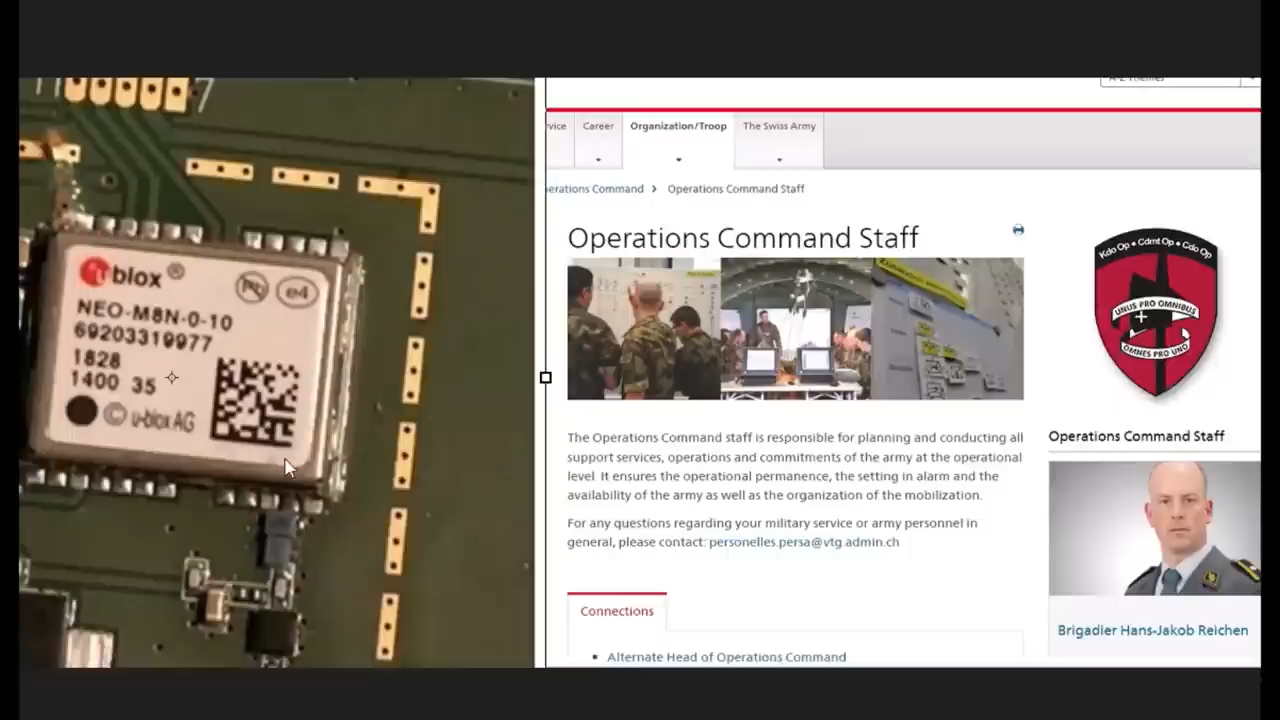 u blox ®
Pb e4
NEO-M8N-0-10
69203319977
1828
1400 35
© u-blox AG
A-Z Themes
rvice
Career
Organization/Troop
The Swiss Army
erations Command > Operations Command Staff
Operations Command Staff
Kdo Op • Cdmt Op • Cdo Op
UNUS PRO OMNIBUS
OMNES PRO UNO
The Operations Command staff is responsible for planning and conducting all
support services, operations and commitments of the army at the operational
level. It ensures the operational permanence, the setting in alarm and the
availability of the army as well as the organization of the mobilization.
For any questions regarding your military service or army personnel in
general, please contact: personelles.persa@vtg.admin.ch
Operations Command Staff
Brigadier Hans-Jakob Reichen
Connections
Alternate Head of Operations Command